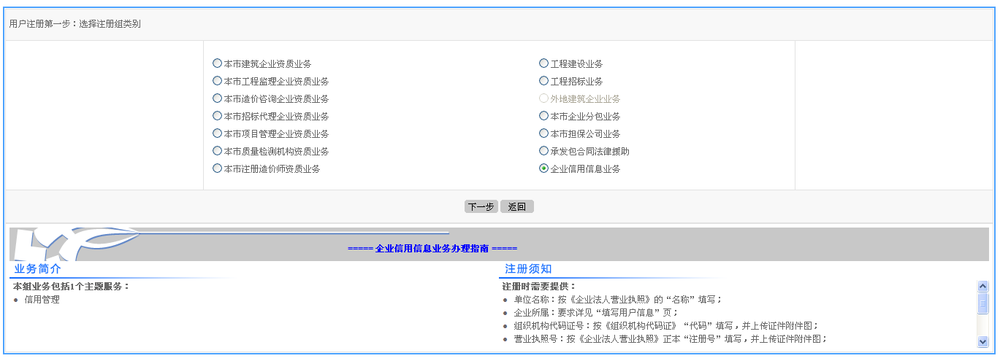 用户注册第一步：选择注册组类别
本市建筑企业资质业务
工程建设业务
本市工程监理企业资质业务
工程招标业务
本市造价咨询企业资质业务
外地建筑企业业务
本市招标代理企业资质业务
本市企业分包业务
本市项目管理企业资质业务
本市担保公司业务
本市质量检测机构资质业务
承发包合同法律援助
本市注册造价师资质业务
企业信用信息业务
下一步 返回
===== 企业信用信息业务办理指南 =====
业务简介
本组业务包括1个主题服务：
● 信用管理
注册须知
注册时需要提供：
● 单位名称：按《企业法人营业执照》的“名称”填写；
● 企业所属：要求详见“填写用户信息”页；
● 组织机构代码证号：按《组织机构代码证》“代码”填写，并上传证件附件图；
● 营业执照号：按《企业法人营业执照》正本“注册号”填写，并上传证件附件图；